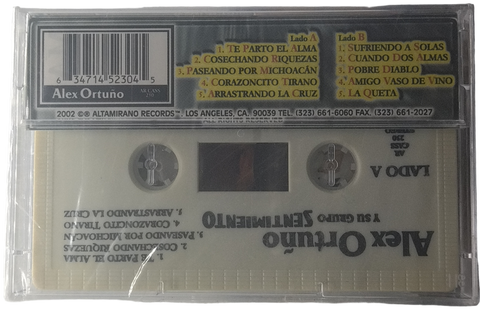 Lado A
1. Te Parto el Alma
2. Cosechando Riquezas
3. Paseando por Michoacán
4. Corazoncito Tirano
5. Arrastrando la Cruz
Lado B
1. Sufriendo a Solas
2. Cuando Dos Almas
3. Pobre Diablo
4. Amigo Vaso de Vino
5. La Queta
6 34714 52304 5
Alex Ortuño
2002 ©℗ ALTAMIRANO RECORDS™ LOS ANGELES, CA. 90039 TEL. (323) 661-6060 FAX. (323) 661-2027
LADO A
Alex Ortuño
Y SU GRUPO SENTIMIENTO
1. Te Parto el Alma
2. Cosechando Riquezas
3. Paseando por Michoacán
4. Corazoncito Tirano
5. Arrastrando la Cruz